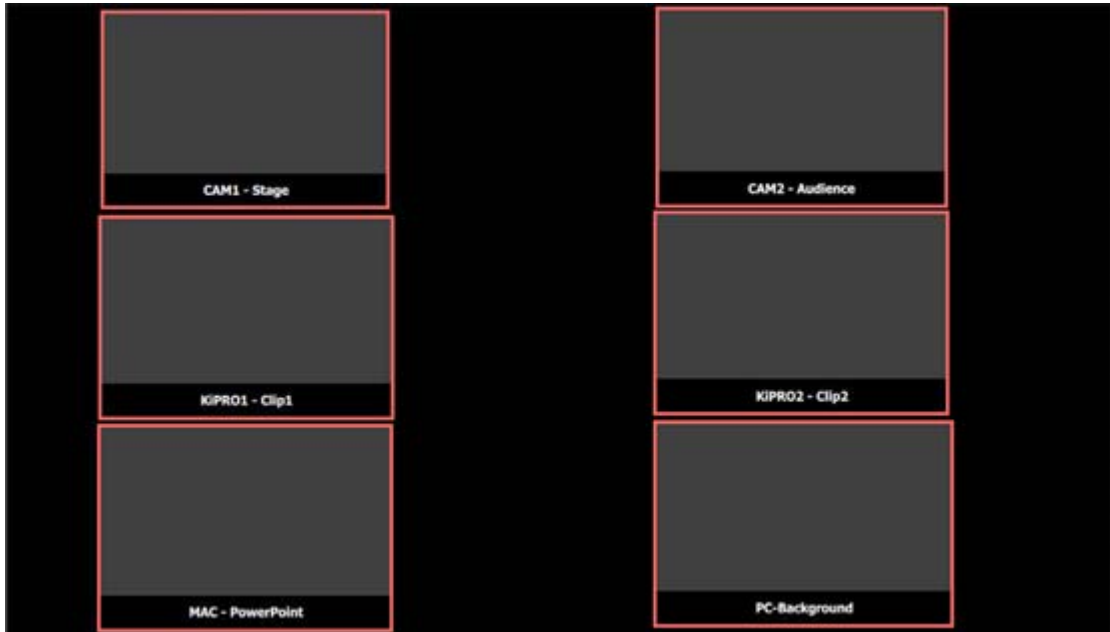 CAM1 - Stage
CAM2 - Audience
KiPRO1 - Clip1
KiPRO2 - Clip2
MAC - PowerPoint
PC-Background